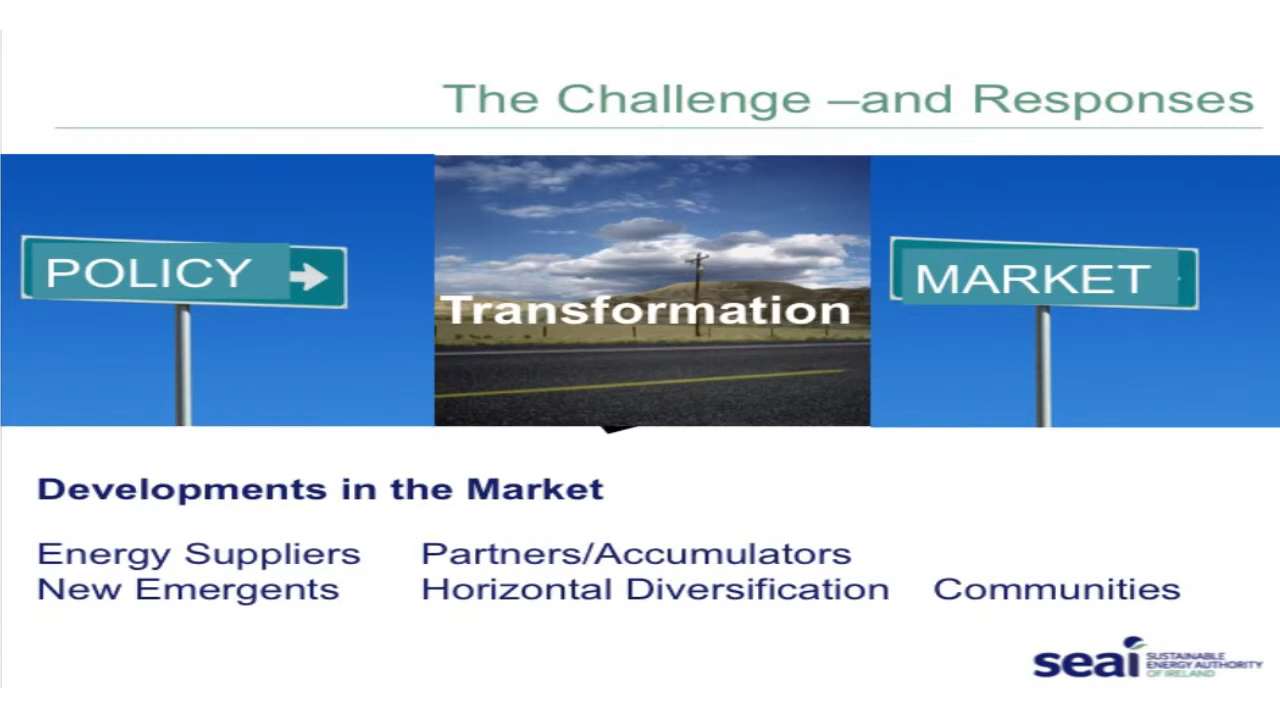 The Challenge –and Responses
POLICY
Transformation
MARKET
Developments in the Market
Energy Suppliers Partners/Accumulators
New Emergents Horizontal Diversification Communities
seai SUSTAINABLE
ENERGY AUTHORITY
OF IRELAND